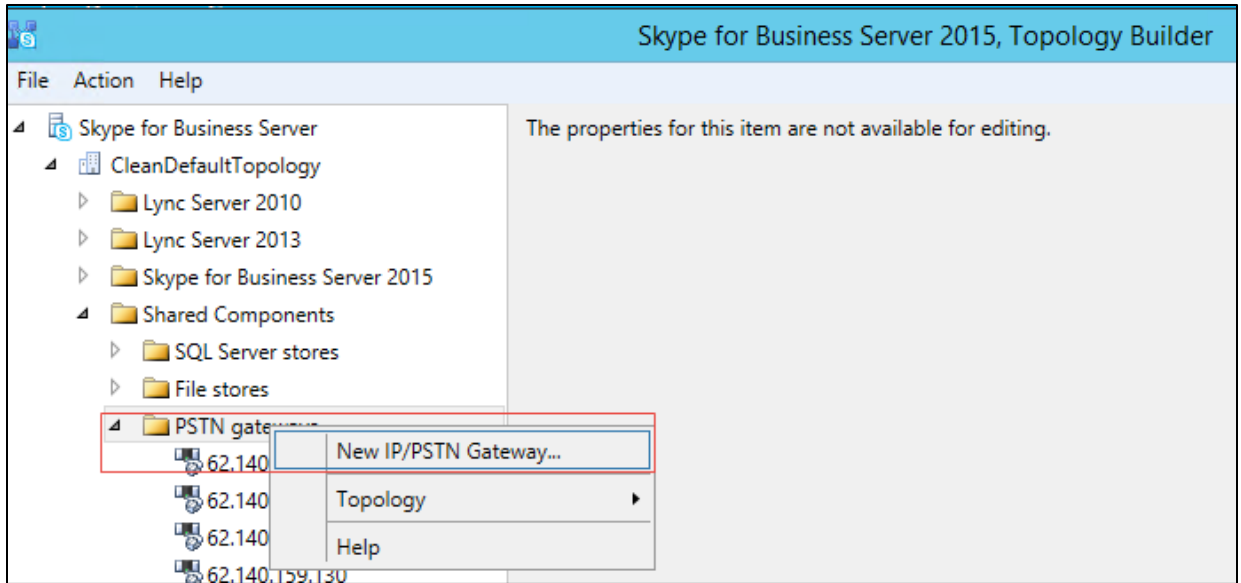 Skype for Business Server 2015, Topology Builder
File Action Help
Skype for Business Server
The properties for this item are not available for editing.
CleanDefaultTopology
Lync Server 2010
Lync Server 2013
Skype for Business Server 2015
Shared Components
SQL Server stores
File stores
PSTN
New IP/PSTN Gateway...
62.140
62.140
Topology
62.140
Help
62.140.159.130